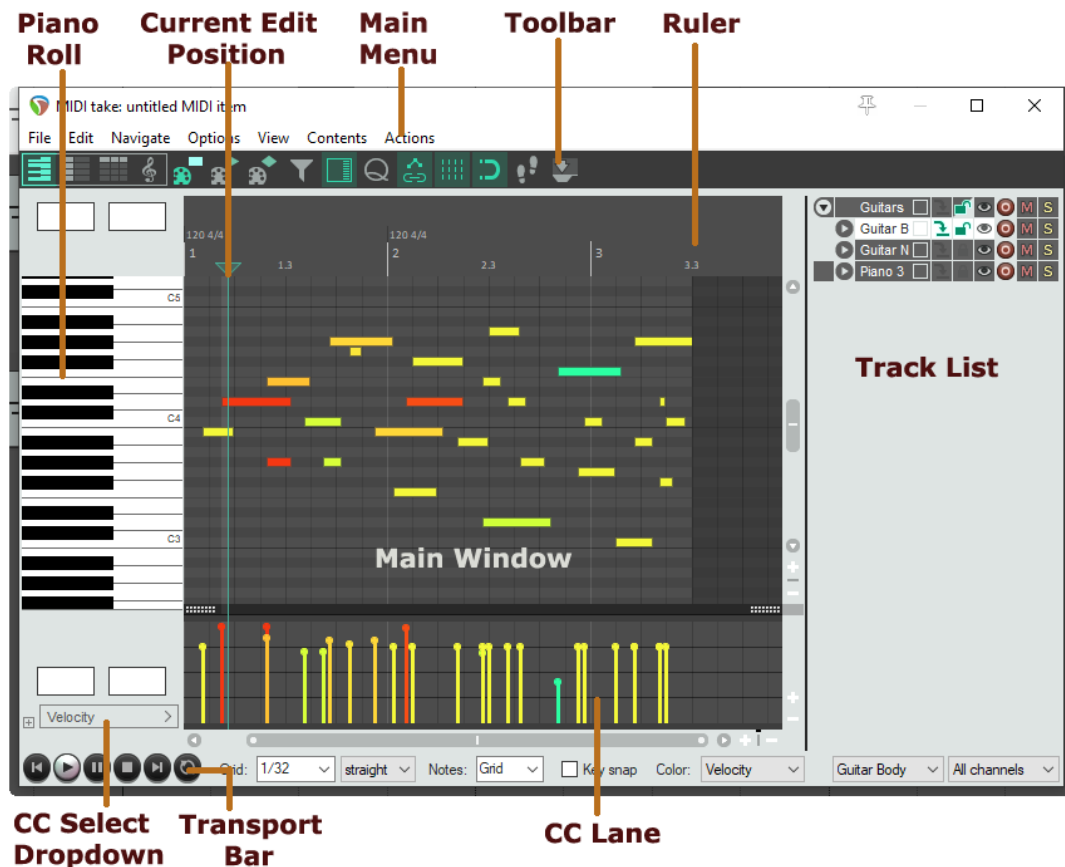 Piano Roll
Current Edit Position
Main Menu
Toolbar
Ruler
MIDI take: untitled MIDI item
File Edit Navigate Options View Contents Actions
Q
120 4/4
120 4/4
1
1.3
2
2.3
3
3.3
Guitars M S
Guitar B M S
Guitar N M S
Piano 3 M S
C5
C4
C3
Track List
Main Window
Velocity
Grid: 1/32 straight Notes: Grid Key snap Color: Velocity Guitar Body All channels
CC Select Dropdown
Transport Bar
CC Lane